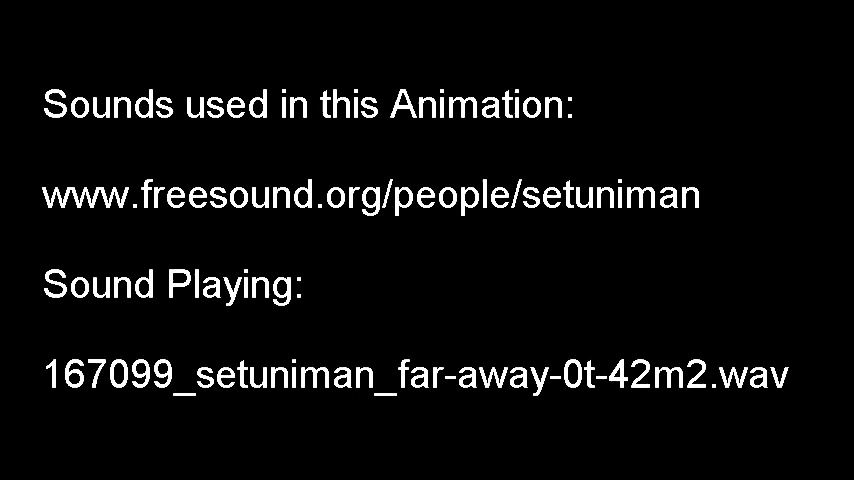 Sounds used in this Animation:
www.freesound.org/people/setuniman
Sound Playing:
167099_setuniman_far-away-0t-42m2.wav